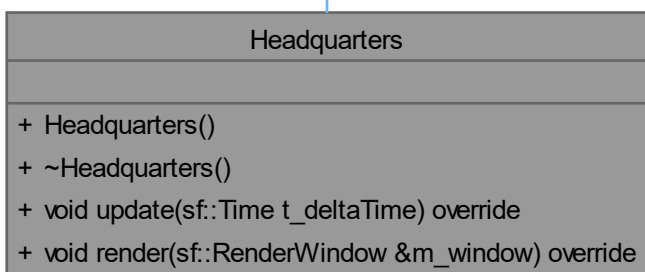 Headquarters
+ Headquarters()
+ ~Headquarters()
+ void update(sf::Time t_deltaTime) override
+ void render(sf::RenderWindow &m_window) override